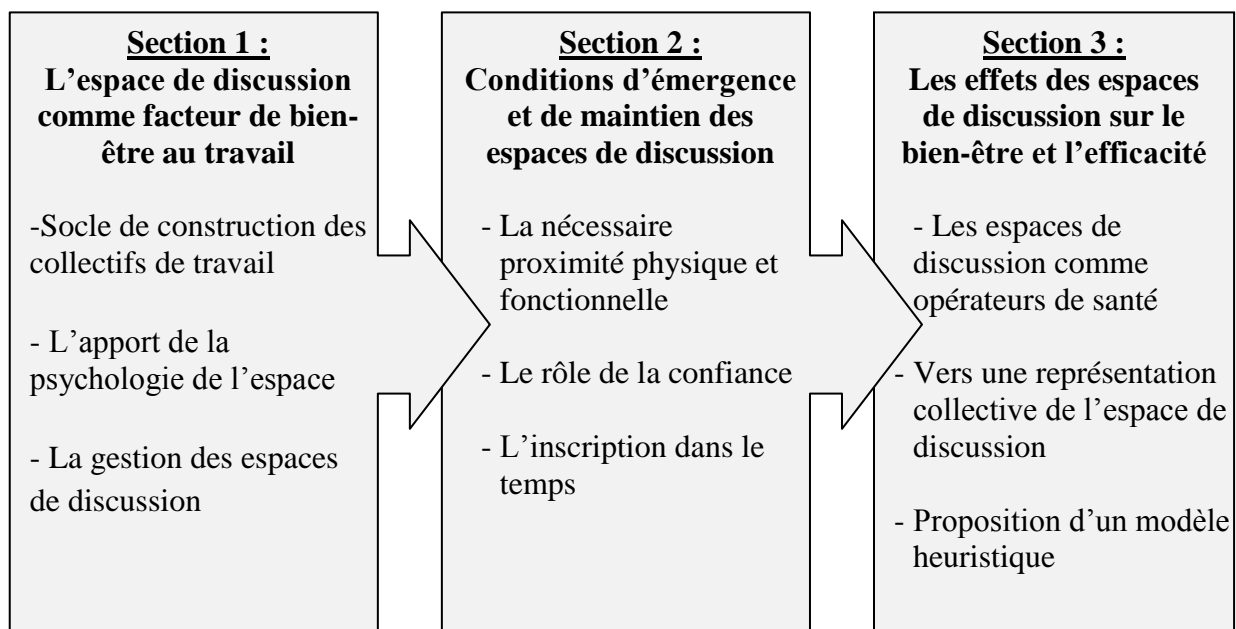 Section 1 :
L’espace de discussion
comme facteur de bien-
être au travail
-Socle de construction des
collectifs de travail
- L’apport de la
psychologie de l’espace
- La gestion des espaces
de discussion
Section 2 :
Conditions d’émergence
et de maintien des
espaces de discussion
- La nécessaire
proximité physique et
fonctionnelle
- Le rôle de la confiance
- L’inscription dans le
temps
Section 3 :
Les effets des espaces
de discussion sur le
bien-être et l’efficacité
- Les espaces de
discussion comme
opérateurs de santé
- Vers une représentation
collective de l’espace de
discussion
- Proposition d’un modèle
heuristique